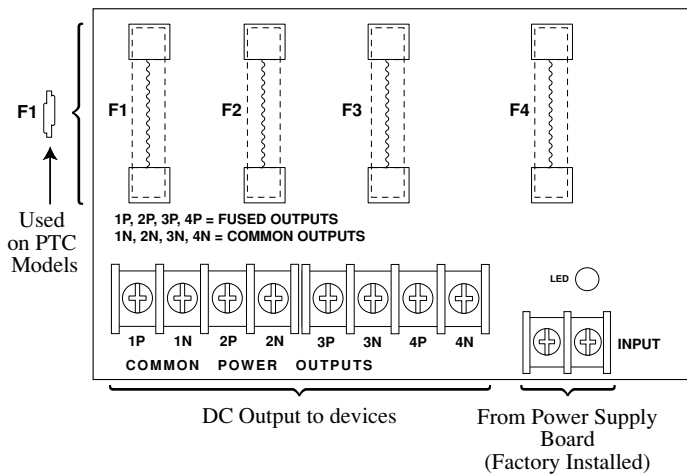 F1
F1
F2
F3
F4
Used
on PTC
Models
1P, 2P, 3P, 4P = FUSED OUTPUTS
1N, 2N, 3N, 4N = COMMON OUTPUTS
LED
1P 1N 2P 2N 3P 3N 4P 4N
INPUT
COMMON POWER OUTPUTS
DC Output to devices
From Power Supply
Board
(Factory Installed)